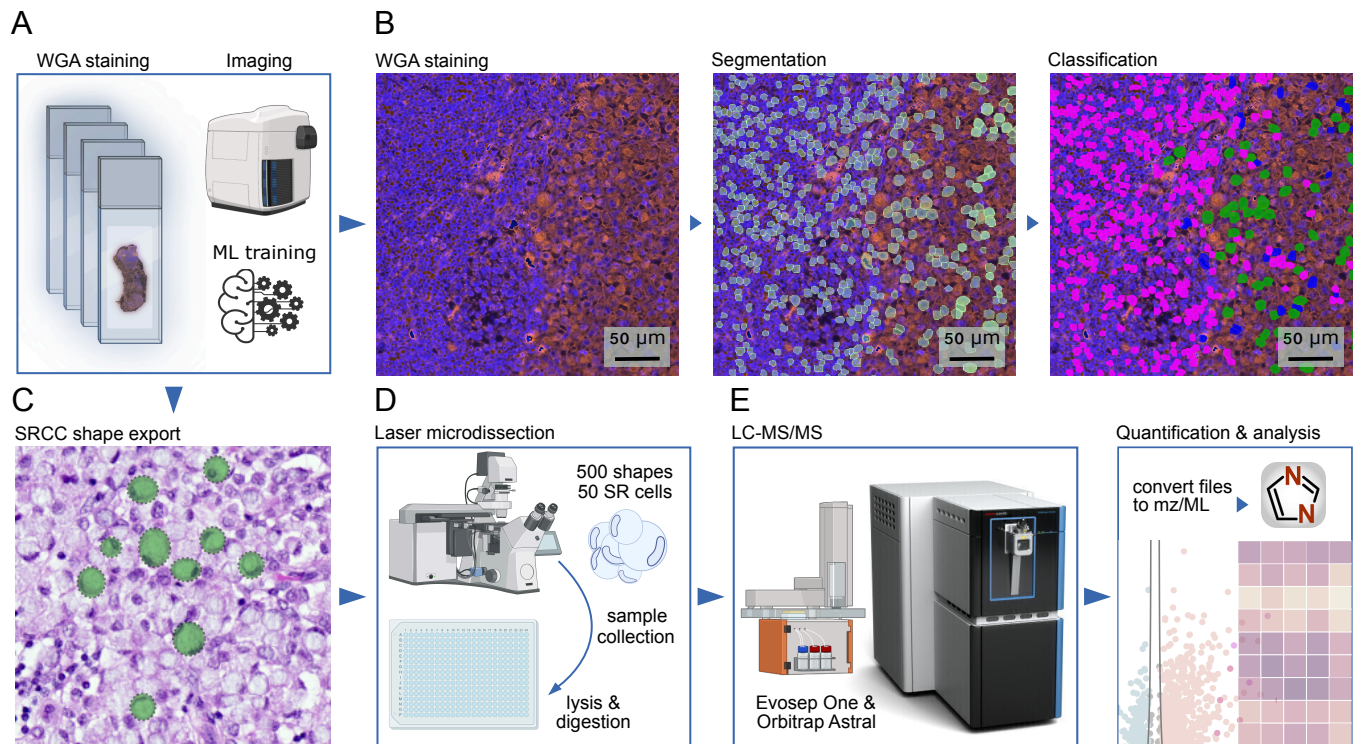 A
WGA staining
Imaging
ML training
B
WGA staining
Segmentation
Classification
50 µm
50 µm
50 µm
C
SRCC shape export
D
Laser microdissection
500 shapes
50 SR cells
sample
collection
lysis &
digestion
E
LC-MS/MS
Evosep One &
Orbitrap Astral
Quantification & analysis
convert files
to mz/ML
N
N